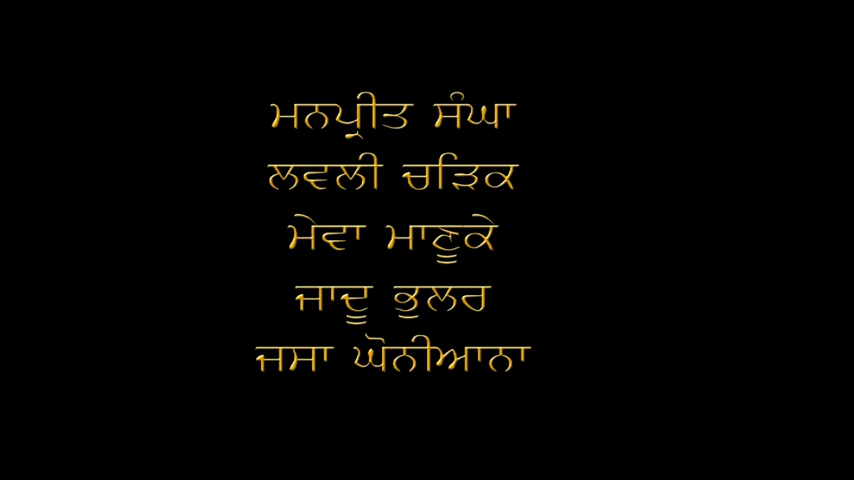 ਮਨਪ੍ਰੀਤ ਸੰਘਾ
ਲਵਲੀ ਚੜਿਕ
ਮੇਵਾ ਮਾਣੂਕੇ
ਜਾਦੂ ਭੁਲਰ
ਜਸਾ ਘੋਨੀਆਨਾ